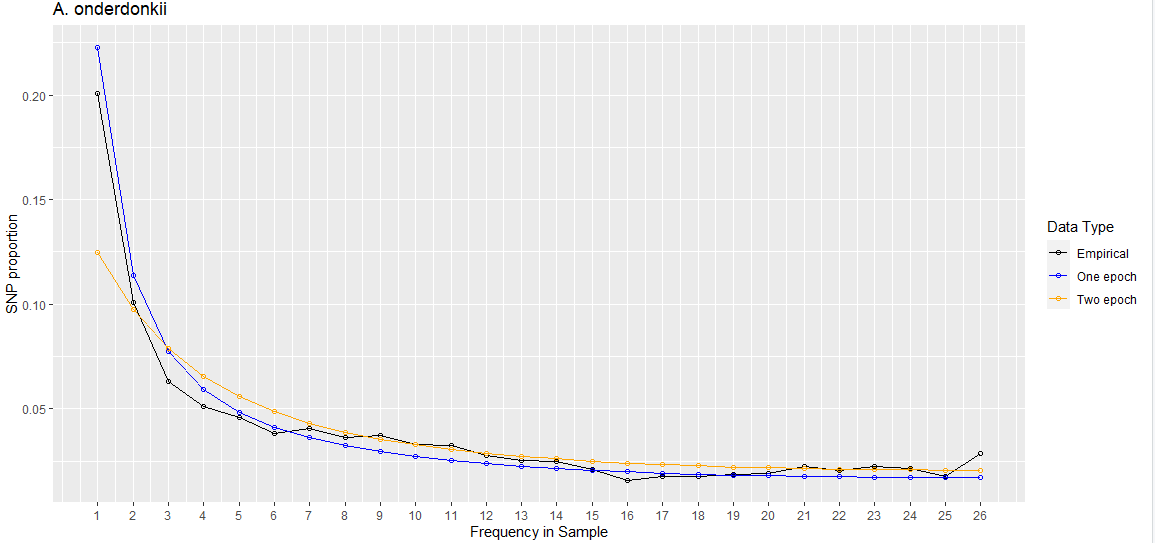 A. onderdonkii
SNP proportion
0.20
0.15
0.10
0.05
1 2 3 4 5 6 7 8 9 10 11 12 13 14 15 16 17 18 19 20 21 22 23 24 25 26
Frequency in Sample
Data Type
Empirical
One epoch
Two epoch